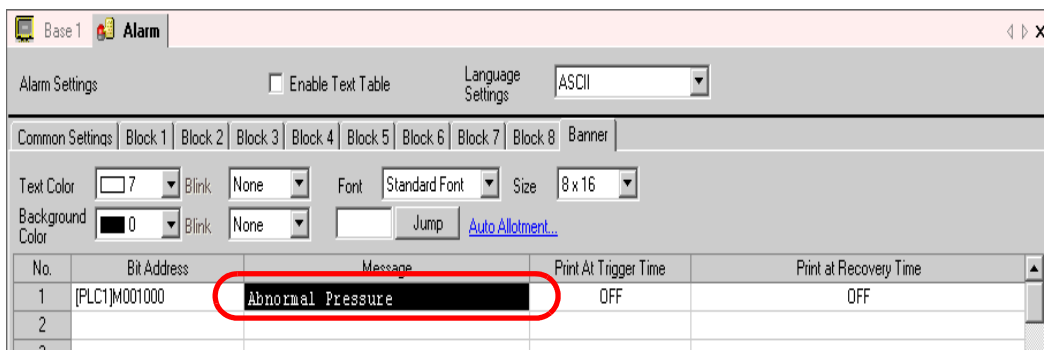 Base 1 Alarm
Alarm Settings Enable Text Table Language Settings ASCII
Common Settings Block 1 Block 2 Block 3 Block 4 Block 5 Block 6 Block 7 Block 8 Banner
Text Color 7 Blink None Font Standard Font Size 8 x 16
Background Color 0 Blink None Jump Auto Allotment...
No. Bit Address Message Print At Trigger Time Print at Recovery Time
1 [PLC1]M001000 Abnormal Pressure OFF OFF
2